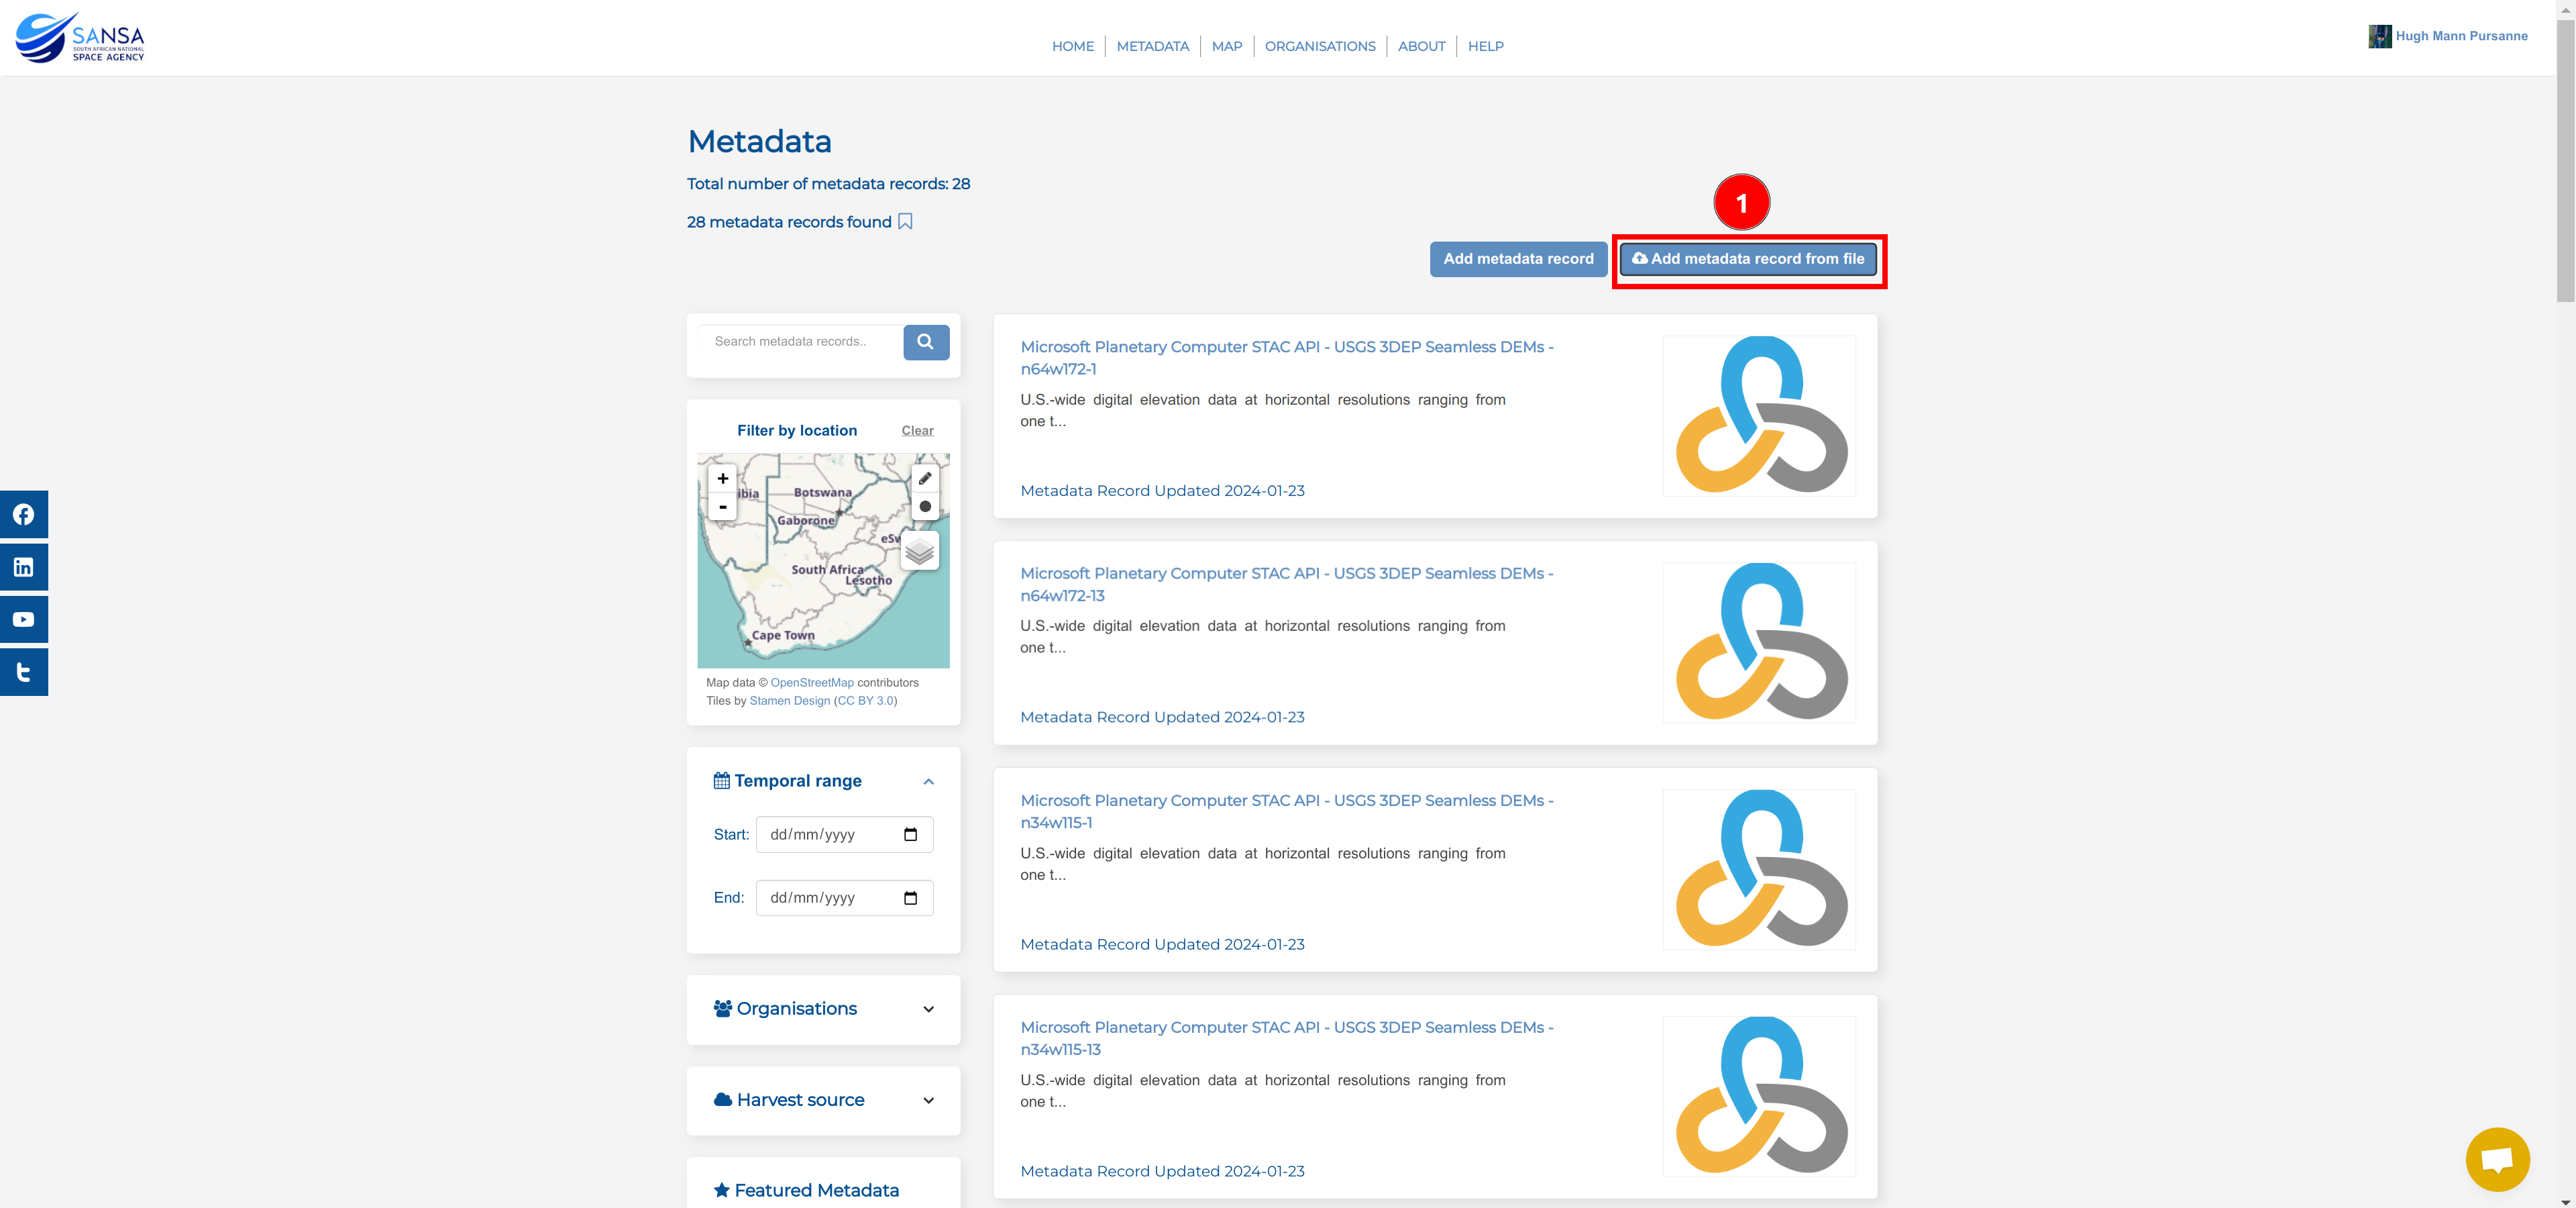 SANSA
SOUTH AFRICAN NATIONAL
SPACE AGENCY
HOME
METADATA
MAP
ORGANISATIONS
ABOUT
HELP
Hugh Mann Pursanne
Metadata
Total number of metadata records: 28
28 metadata records found
1
Add metadata record
Add metadata record from file
Search metadata records..
Filter by location
Clear
+
-
ibia
Botswana
Gaborone
eSw
South Africa
Lesotho
Cape Town
Map data © OpenStreetMap contributors
Tiles by Stamen Design (CC BY 3.0)
Temporal range
Start: dd/mm/yyyy
End: dd/mm/yyyy
Organisations
Harvest source
Featured Metadata
Microsoft Planetary Computer STAC API - USGS 3DEP Seamless DEMs -
n64w172-1
U.S.-wide digital elevation data at horizontal resolutions ranging from
one t...
Metadata Record Updated 2024-01-23
Microsoft Planetary Computer STAC API - USGS 3DEP Seamless DEMs -
n64w172-13
U.S.-wide digital elevation data at horizontal resolutions ranging from
one t...
Metadata Record Updated 2024-01-23
Microsoft Planetary Computer STAC API - USGS 3DEP Seamless DEMs -
n34w115-1
U.S.-wide digital elevation data at horizontal resolutions ranging from
one t...
Metadata Record Updated 2024-01-23
Microsoft Planetary Computer STAC API - USGS 3DEP Seamless DEMs -
n34w115-13
U.S.-wide digital elevation data at horizontal resolutions ranging from
one t...
Metadata Record Updated 2024-01-23